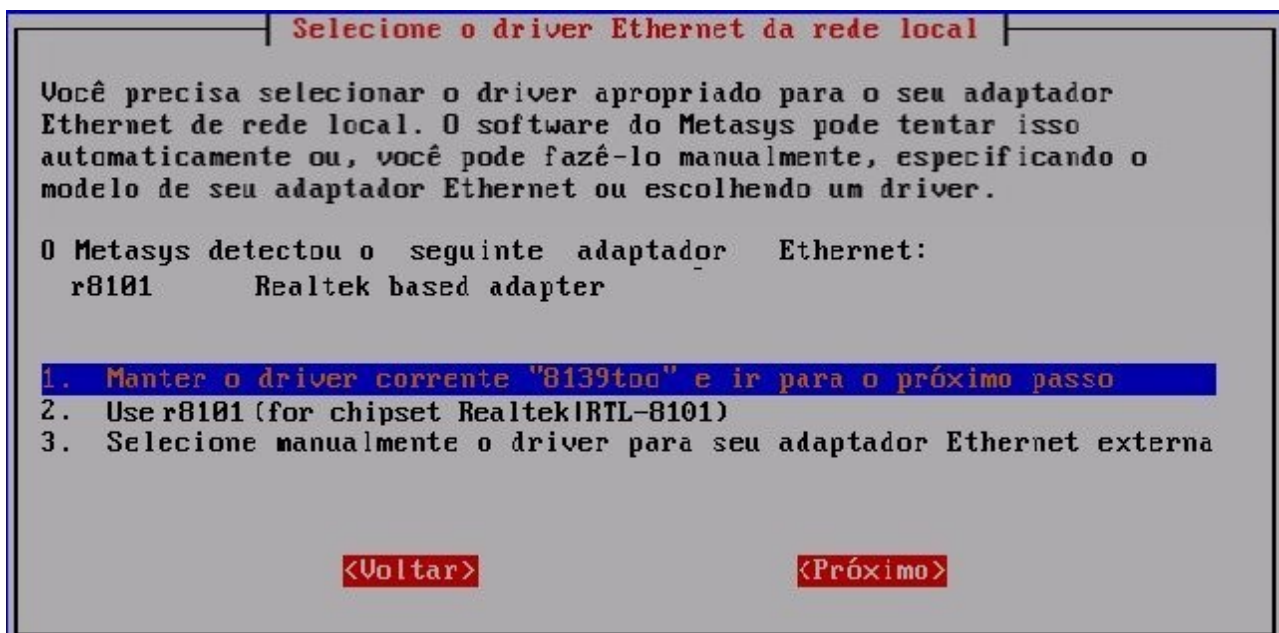 Selecione o driver Ethernet da rede local
Você precisa selecionar o driver apropriado para o seu adaptador
Ethernet de rede local. O software do Metasys pode tentar isso
automaticamente ou, você pode fazê-lo manualmente, especificando o
modelo de seu adaptador Ethernet ou escolhendo um driver.
O Metasys detectou o seguinte adaptador Ethernet:
r8101 Realtek based adapter
1. Manter o driver corrente "8139too" e ir para o próximo passo
2. Use r8101 (for chipset Realtek|RTL-8101)
3. Selecione manualmente o driver para seu adaptador Ethernet externa
<Voltar> <Próximo>